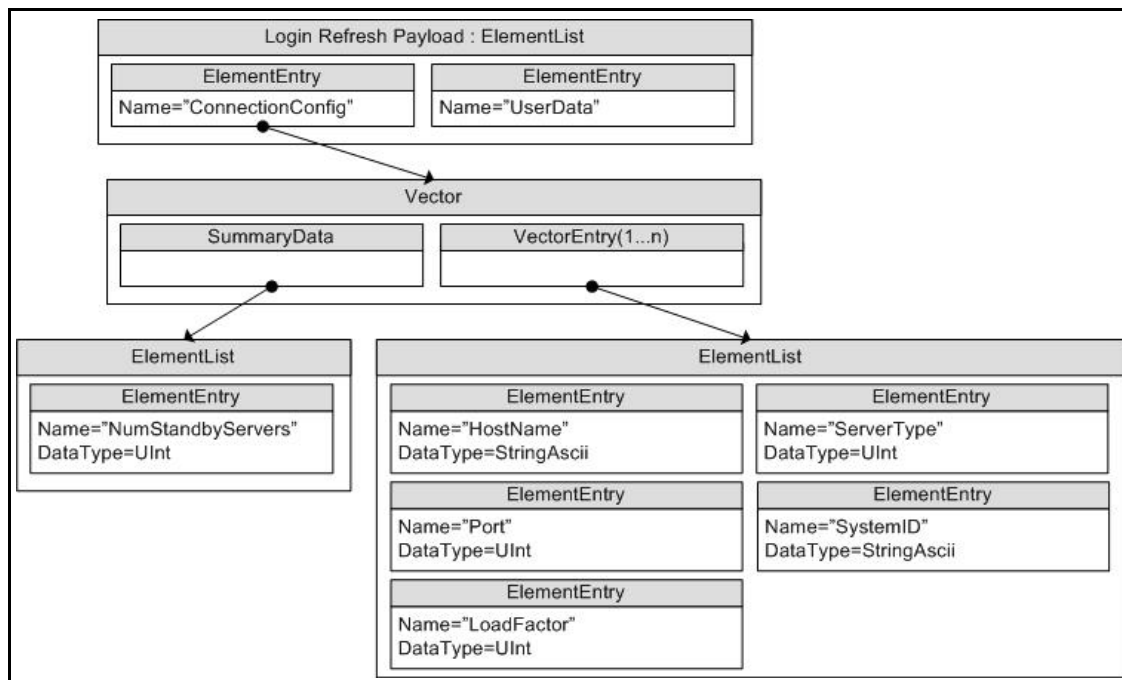 Login Refresh Payload : ElementList
ElementEntry
Name=”ConnectionConfig”
ElementEntry
Name=”UserData”
Vector
SummaryData
VectorEntry(1...n)
ElementList
ElementEntry
Name=”NumStandbyServers”
DataType=UInt
ElementList
ElementEntry
Name=”HostName”
DataType=StringAscii
ElementEntry
Name=”ServerType”
DataType=UInt
ElementEntry
Name=”Port”
DataType=UInt
ElementEntry
Name=”SystemID”
DataType=StringAscii
ElementEntry
Name=”LoadFactor”
DataType=UInt